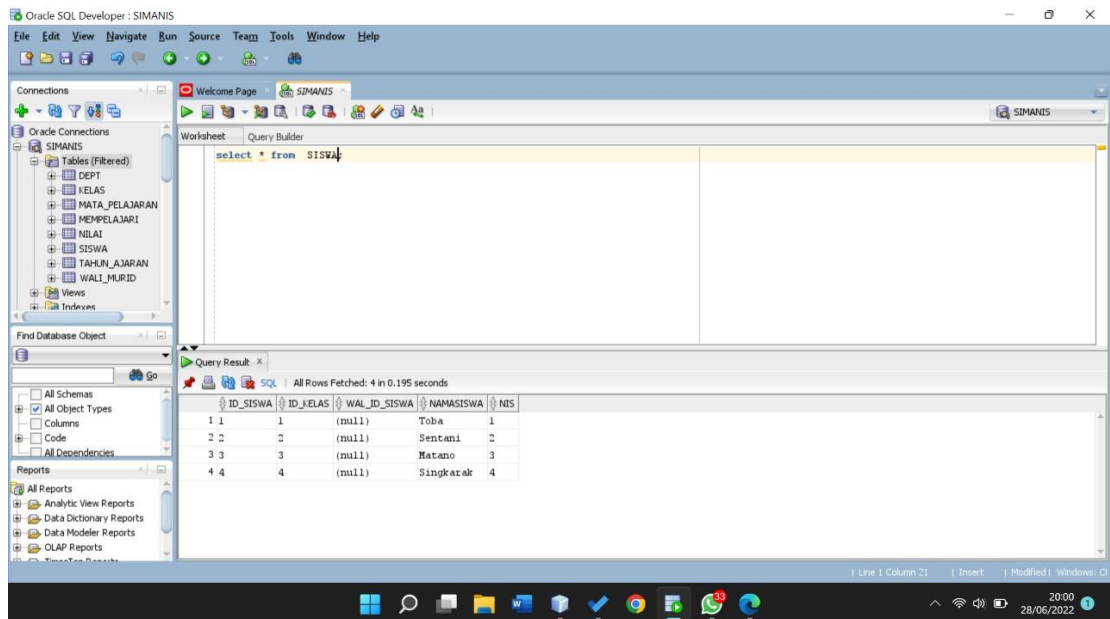 Oracle SQL Developer : SIMANIS
File Edit View Navigate Run Source Team Tools Window Help
Connections
Oracle Connections
SIMANIS
Tables (Filtered)
DEPT
KELAS
MATA_PELAJARAN
MEMPELAJARI
NILAI
SISWA
TAHUN_AJARAN
WALI_MURID
Views
Indexes
Find Database Object
Go
All Schemas
All Object Types
Columns
Code
All Dependencies
Reports
All Reports
Analytic View Reports
Data Dictionary Reports
Data Modeler Reports
OLAP Reports
TimesTen Reports
Welcome Page SIMANIS
SIMANIS
Worksheet Query Builder
select * from SISWA;
Query Result
SQL | All Rows Fetched: 4 in 0.195 seconds
ID_SISWA ID_KELAS WAL_ID_SISWA NAMASISWA NIS
1 1 1 (null) Toba 1
2 2 2 (null) Sentani 2
3 3 3 (null) Matano 3
4 4 4 (null) Singkarak 4
| Line 1 Column 21 | Insert | Modified | Windows: Cl
33
20:00
28/06/2022
1